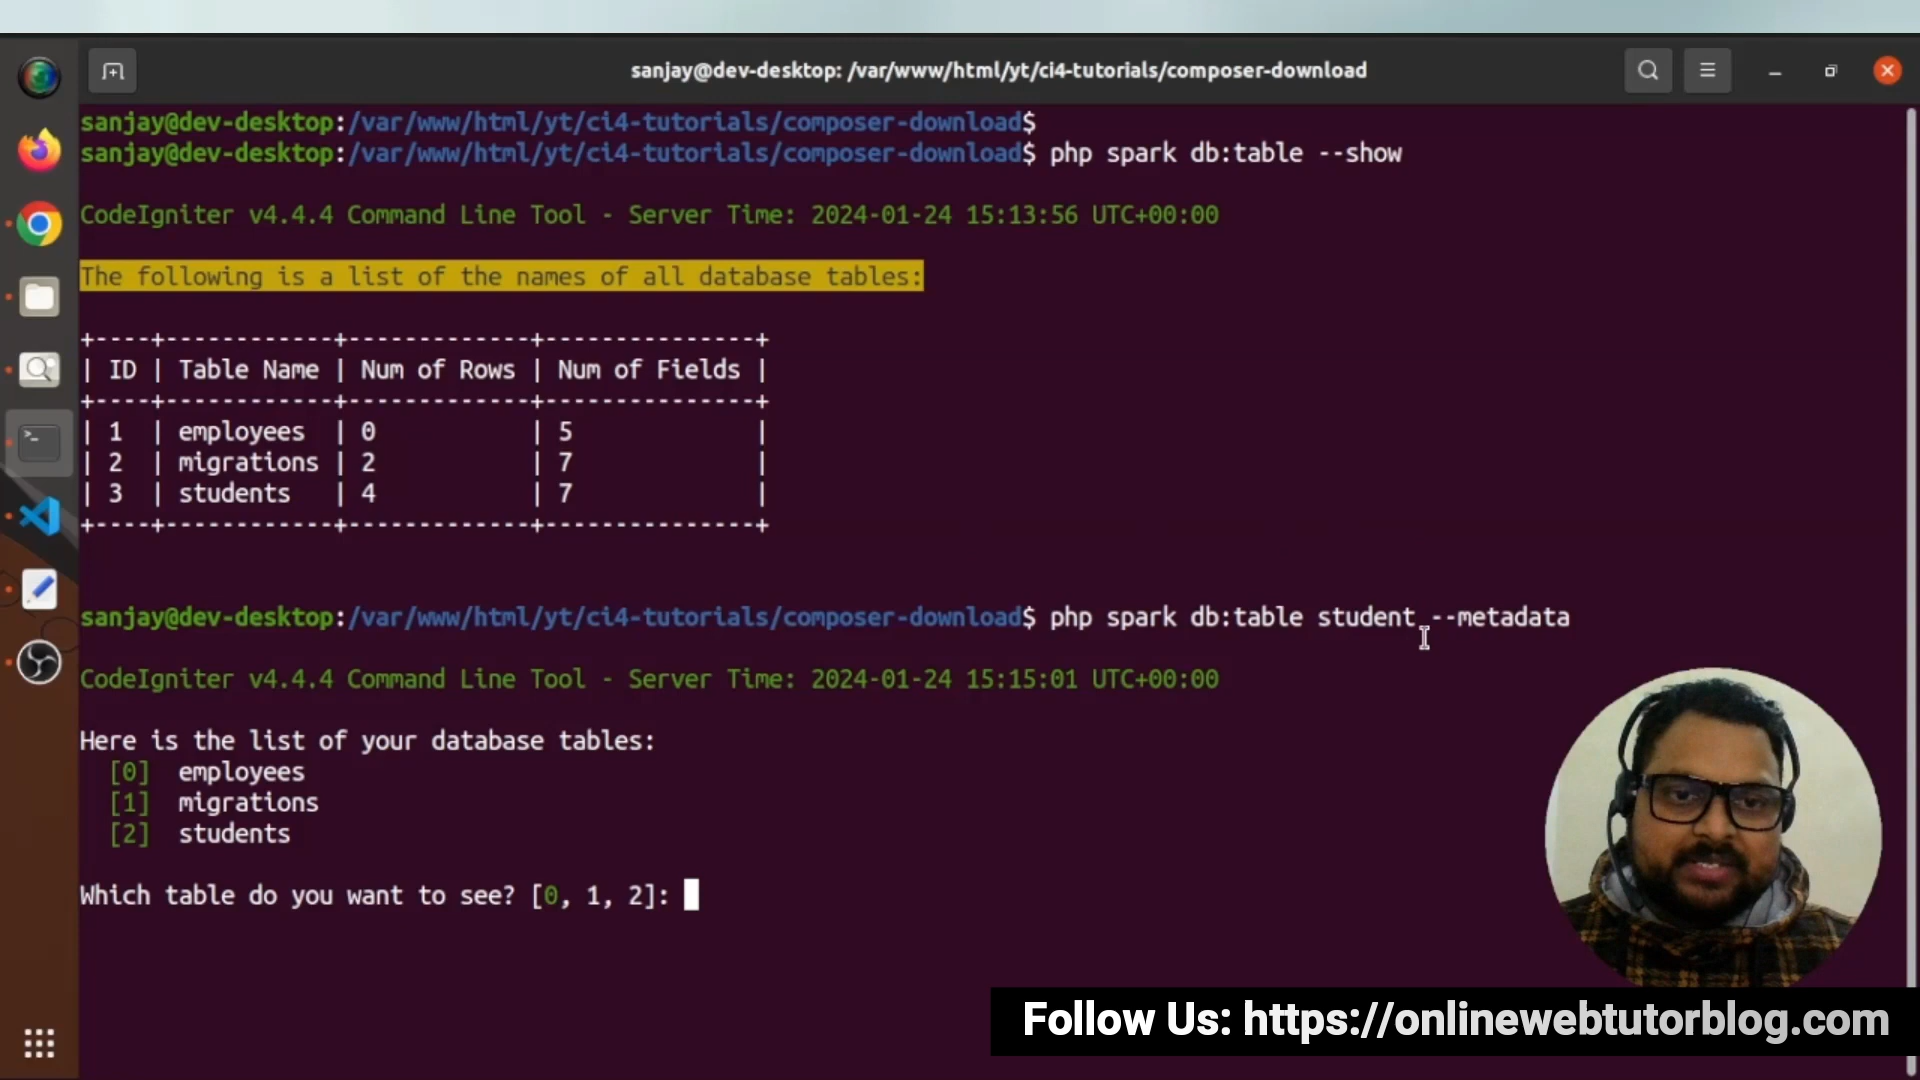 sanjay@dev-desktop: /var/www/html/yt/ci4-tutorials/composer-download
sanjay@dev-desktop:/var/www/html/yt/ci4-tutorials/composer-download$
sanjay@dev-desktop:/var/www/html/yt/ci4-tutorials/composer-download$ php spark db:table --show
CodeIgniter v4.4.4 Command Line Tool - Server Time: 2024-01-24 15:13:56 UTC+00:00
The following is a list of the names of all database tables:
+----+------------+-------------+---------------+
| ID | Table Name | Num of Rows | Num of Fields |
+----+------------+-------------+---------------+
| 1  | employees  | 0           | 5             |
| 2  | migrations | 2           | 7             |
| 3  | students   | 4           | 7             |
+----+------------+-------------+---------------+
sanjay@dev-desktop:/var/www/html/yt/ci4-tutorials/composer-download$ php spark db:table student --metadata
CodeIgniter v4.4.4 Command Line Tool - Server Time: 2024-01-24 15:15:01 UTC+00:00
Here is the list of your database tables:
[0]  employees
[1]  migrations
[2]  students
Which table do you want to see? [0, 1, 2]:
Follow Us: https://onlinewebtutorblog.com